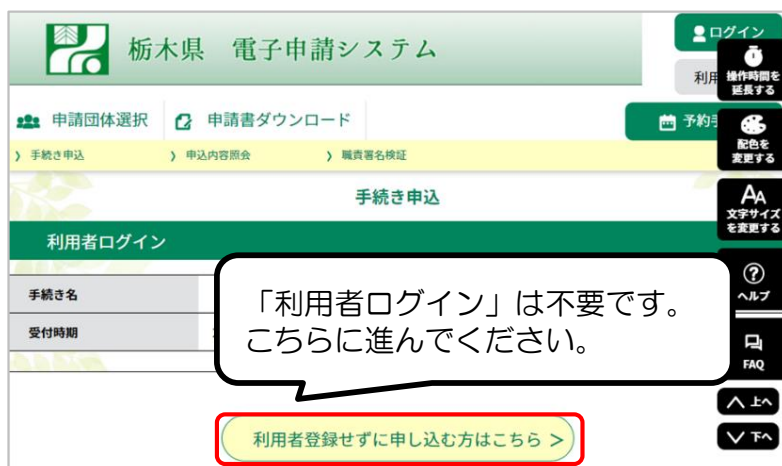 栃木県 電子申請システム
ログイン
利用
操作時間を
延長する
申請団体選択
申請書ダウンロード
予約
配色を
変更する
手続き申込
申込内容照会
職責署名検証
手続き申込
文字サイズ
を変更する
利用者ログイン
ヘルプ
手続き名
「利用者ログイン」は不要です。
こちらに進んでください。
受付時期
FAQ
上へ
利用者登録せずに申し込む方はこちら >
下へ